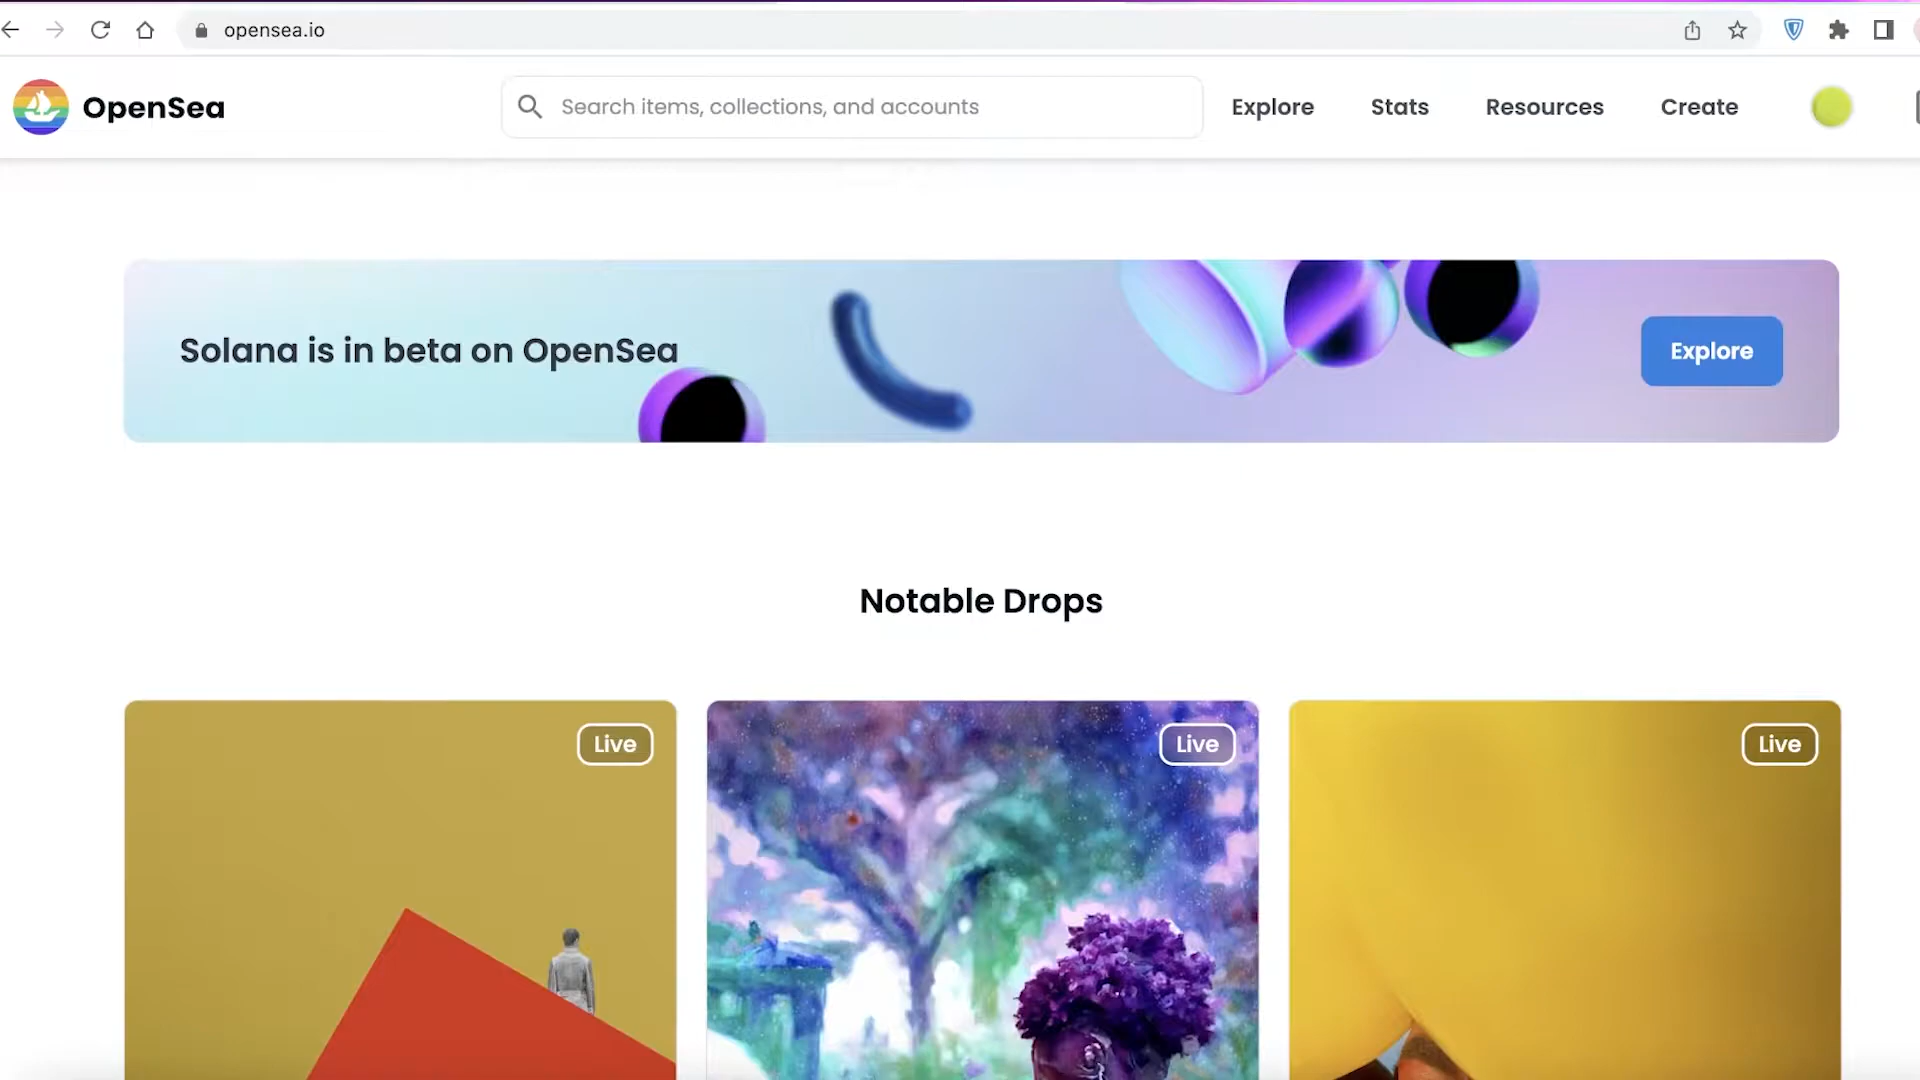 opensea.io
OpenSea
Search items, collections, and accounts
Explore
Stats
Resources
Create
Solana is in beta on OpenSea
Explore
Notable Drops
Live
Live
Live